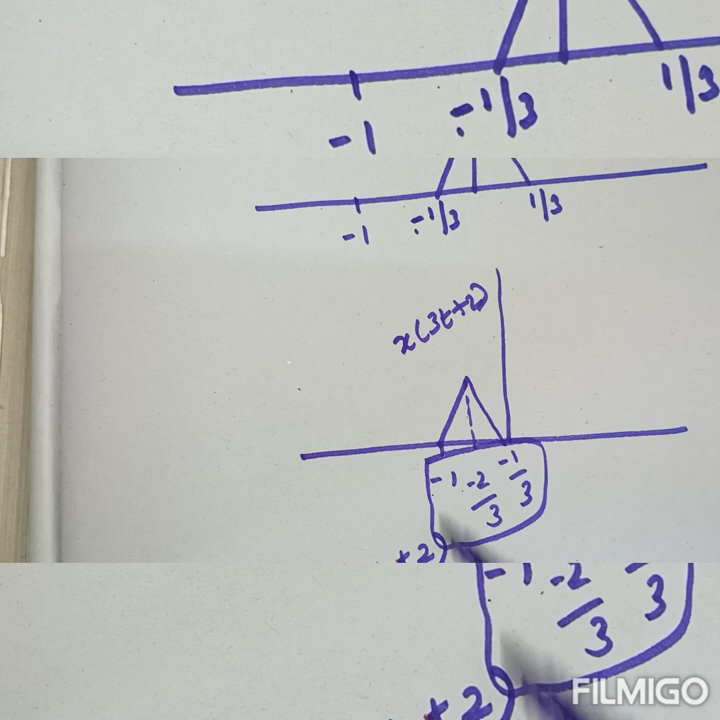 -1 -1/3 1/3
-1 -1/3 1/3
x(3t+2)
-1 -2/3 -1/3
+2)
-1 -2/3 3
+2
FILMIGO